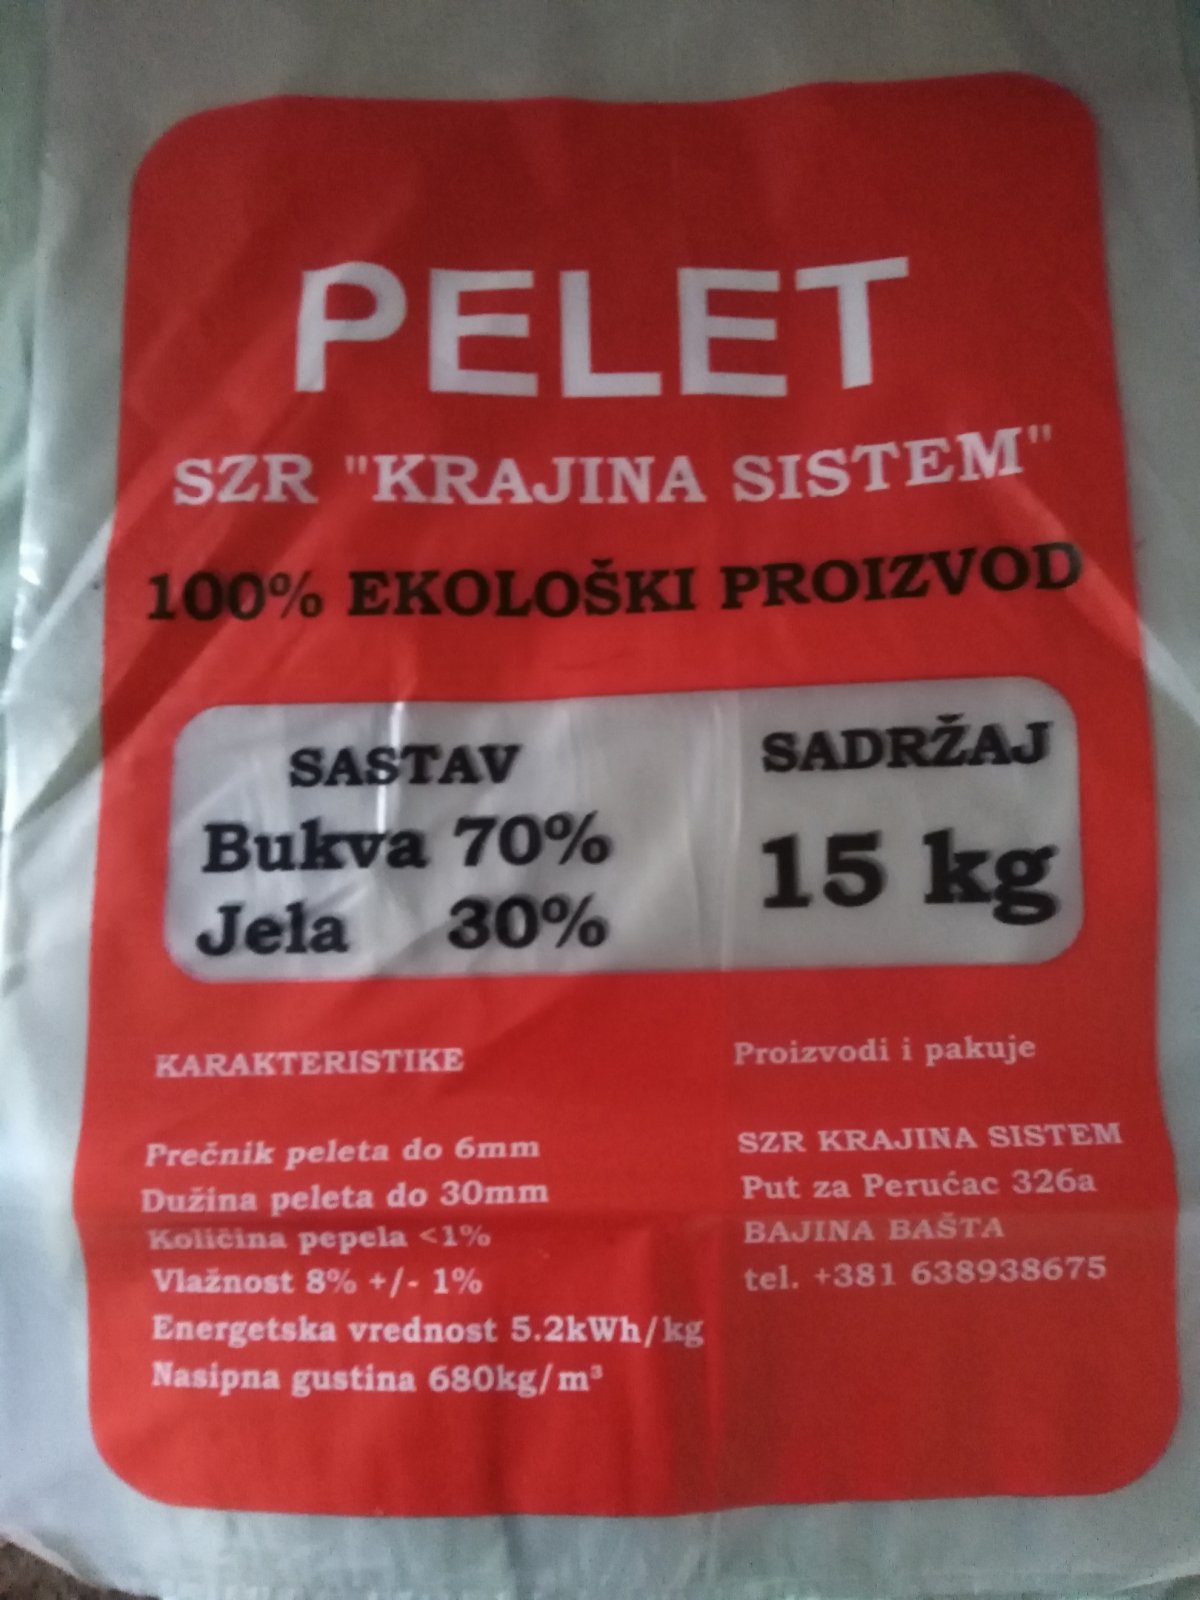 PELET
SZR "KRAJINA SISTEM"
100% EKOLOŠKI PROIZVOD
SASTAV
Bukva 70%
Jela 30%
SADRŽAJ
15 kg
KARAKTERISTIKE
Prečnik peleta do 6mm
Dužina peleta do 30mm
Količina pepela <1%
Vlažnost 8% +/- 1%
Energetska vrednost 5.2kWh/kg
Nasipna gustina 680kg/m³
Proizvodi i pakuje
SZR KRAJINA SISTEM
Put za Perućac 326a
BAJINA BAŠTA
tel. +381 638938675